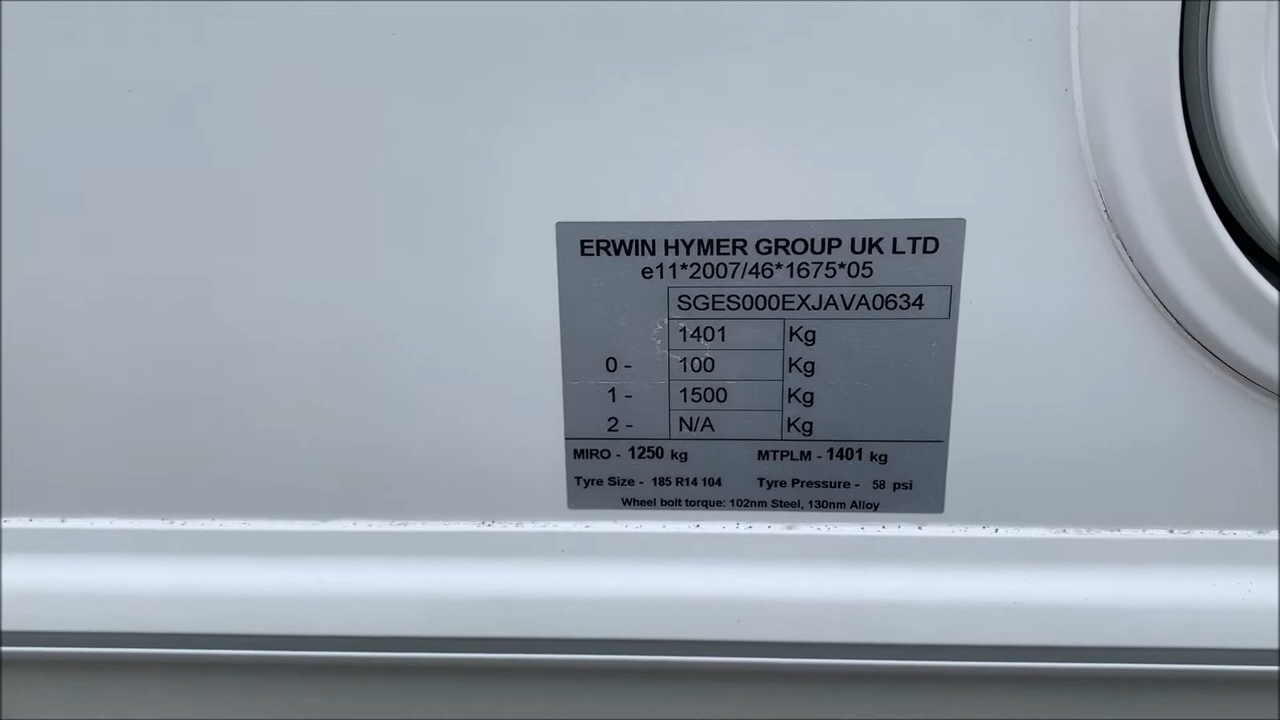 ERWIN HYMER GROUP UK LTD
e11*2007/46*1675*05
SGES000EXJAVA0634
1401 Kg
0 - 100 Kg
1 - 1500 Kg
2 - N/A Kg
MIRO - 1250 kg MTPLM - 1401 kg
Tyre Size - 185 R14 104 Tyre Pressure - 58 psi
Wheel bolt torque: 102nm Steel, 130nm Alloy